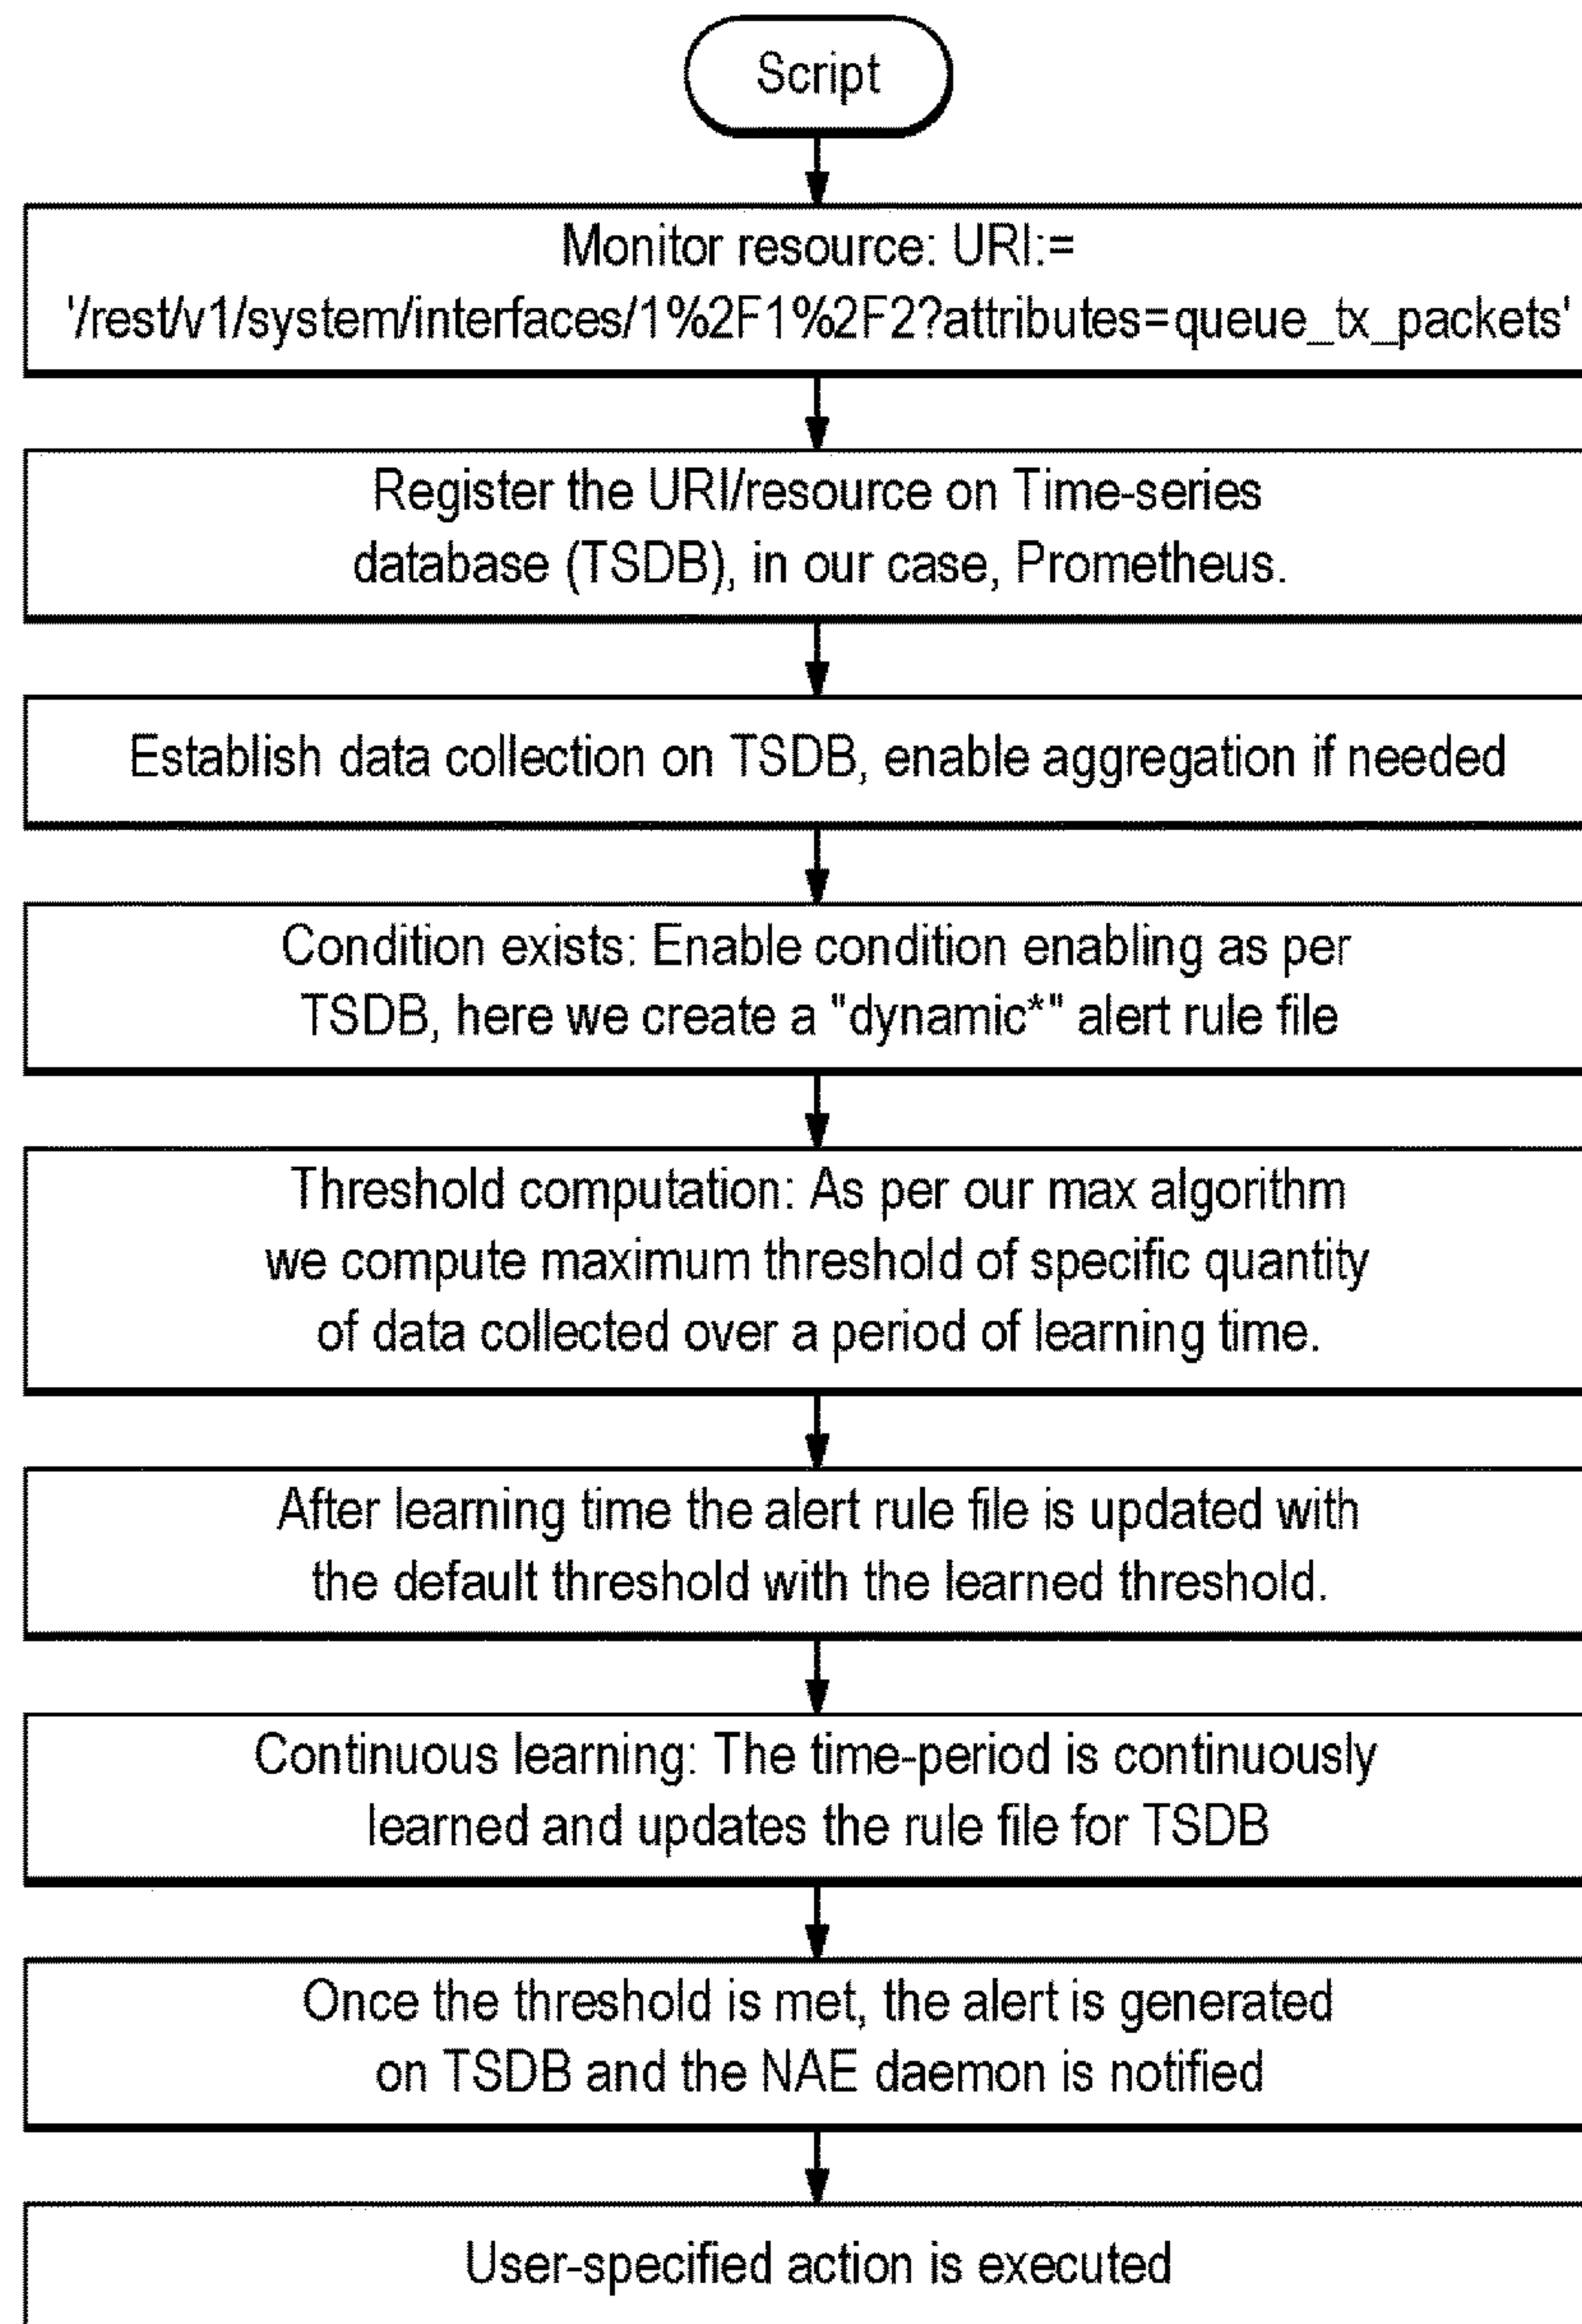 Script
Monitor resource: URI:=
'/rest/v1/system/interfaces/1%2F1%2F2?attributes=queue_tx_packets'
Register the URI/resource on Time-series
database (TSDB), in our case, Prometheus.
Establish data collection on TSDB, enable aggregation if needed
Condition exists: Enable condition enabling as per
TSDB, here we create a "dynamic*" alert rule file
Threshold computation: As per our max algorithm
we compute maximum threshold of specific quantity
of data collected over a period of learning time.
After learning time the alert rule file is updated with
the default threshold with the learned threshold.
Continuous learning: The time-period is continuously
learned and updates the rule file for TSDB
Once the threshold is met, the alert is generated
on TSDB and the NAE daemon is notified
User-specified action is executed